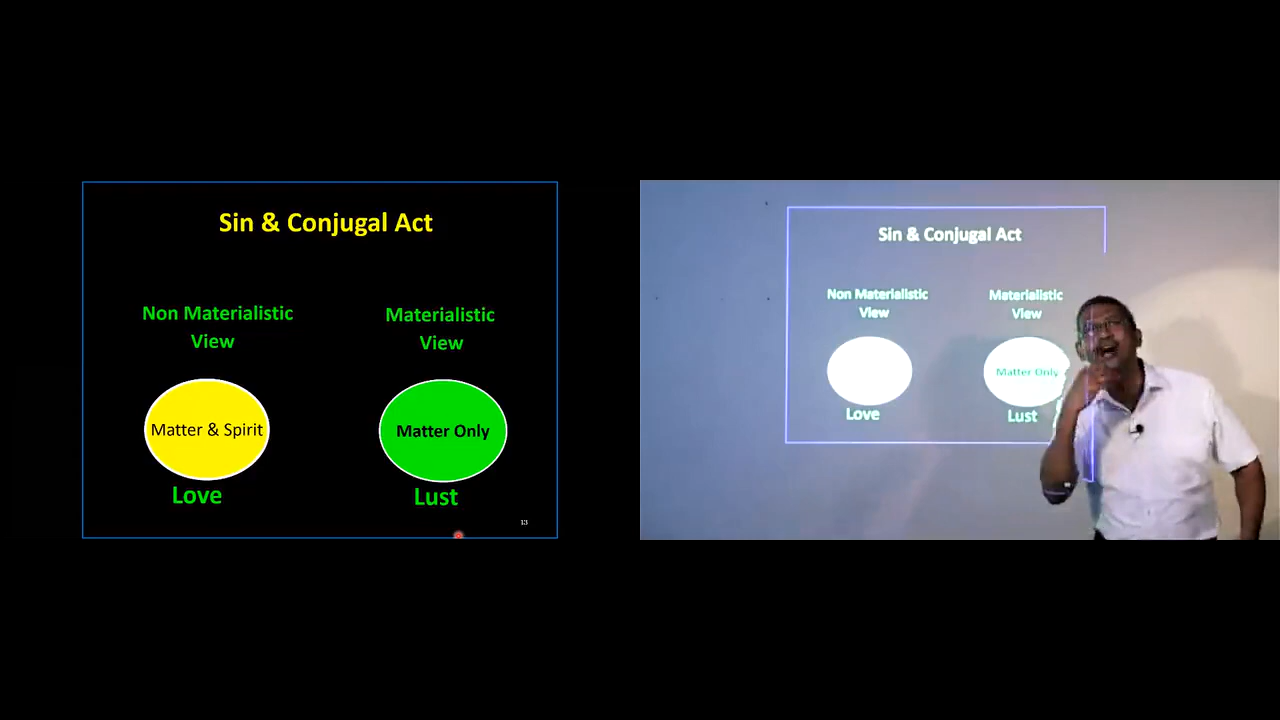 Sin & Conjugal Act
Non Materialistic
View
Materialistic
View
Matter & Spirit
Matter Only
Love
Lust
13
Sin & Conjugal Act
Non Materialistic
View
Materialistic
View
Matter Only
Love
Lust